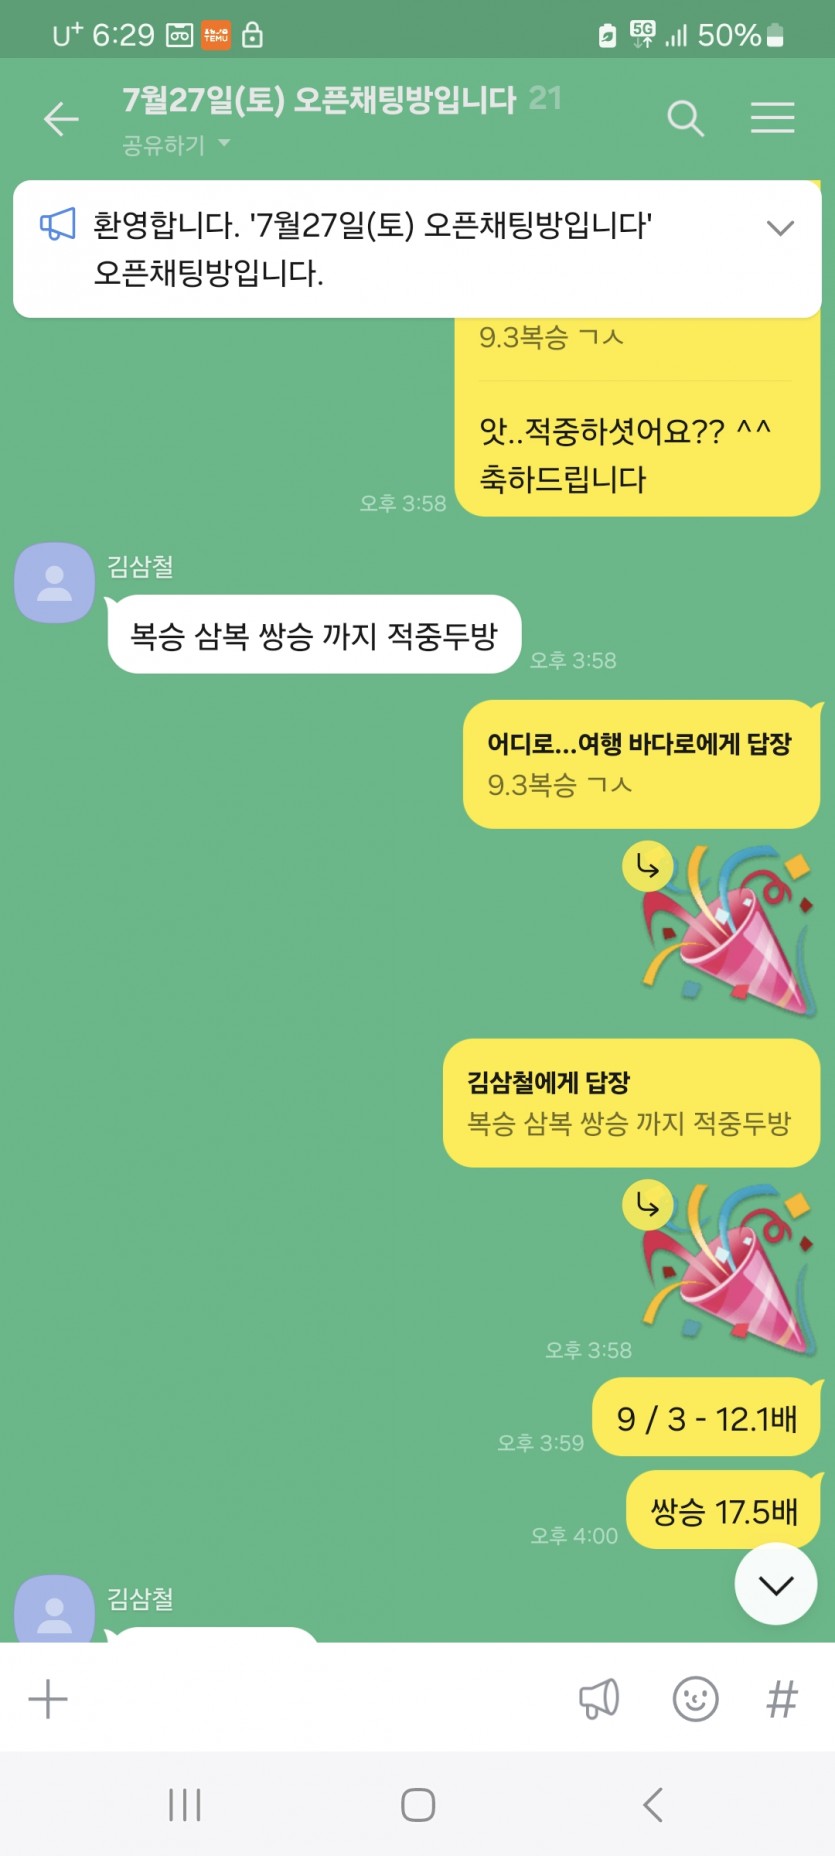 U+ 6:29 TEMU 5G 50%
7월27일(토) 오픈채팅방입니다 21
공유하기
환영합니다. '7월27일(토) 오픈채팅방입니다'
오픈채팅방입니다.
9.3복승 ㄱㅅ
앗..적중하셧어요?? ^^
축하드립니다
오후 3:58
김삼철
복승 삼복 쌍승 까지 적중두방
오후 3:58
어디로...여행 바다로에게 답장
9.3복승 ㄱㅅ
김삼철에게 답장
복승 삼복 쌍승 까지 적중두방
오후 3:58
9 / 3 - 12.1배
오후 3:59
쌍승 17.5배
오후 4:00
김삼철
#